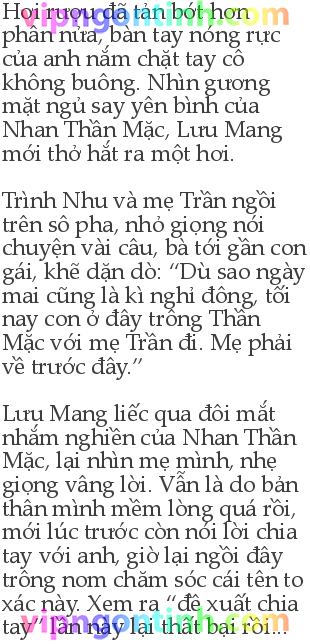 Hơi rượu đã tản bớt hơn
phân nửa, bàn tay nóng rực
của anh nắm chặt tay cô
không buông. Nhìn gương
mặt ngủ say yên bình của
Nhan Thần Mặc, Lưu Mang
mới thở hắt ra một hơi.
Trình Nhu và mẹ Trần ngồi
trên sô pha, nhỏ giọng nói
chuyện vài câu, bà tới gần con
gái, khẽ dặn dò: “Dù sao ngày
mai cũng là kì nghỉ đông, tối
nay con ở đây trông Thần
Mặc với mẹ Trần đi. Mẹ phải
về trước đây.”
Lưu Mang liếc qua đôi mắt
nhắm nghiền của Nhan Thần
Mặc, lại nhìn mẹ mình, nhẹ
giọng vâng lời. Vẫn là do bản
thân mình mềm lòng quá rồi,
mới lúc trước còn nói lời chia
tay với anh, giờ lại ngồi đây
trông nom chăm sóc cái tên to
xác này. Xem ra “đề xuất chia
tay” lần này lại thất bại rồi...
vipngontinh.com
vipngontinh.com